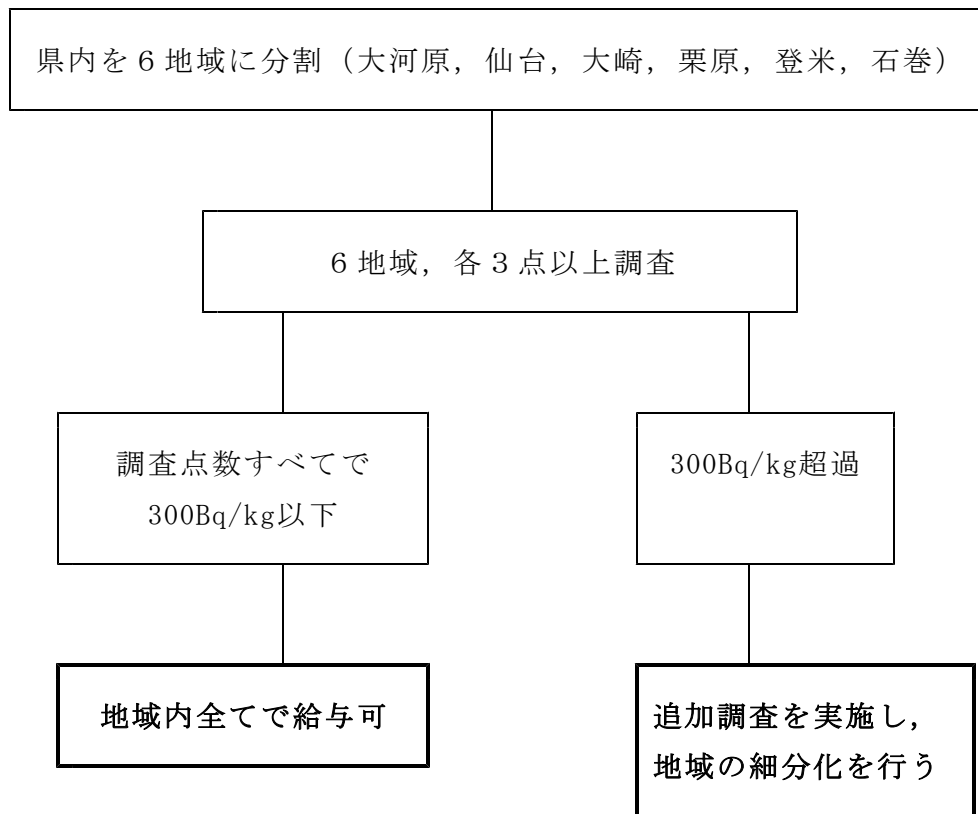 県内を６地域に分割（大河原，仙台，大崎，栗原，登米，石巻）
６地域，各３点以上調査
調査点数すべてで
300Bq/kg以下
300Bq/kg超過
地域内全てで給与可
追加調査を実施し，
地域の細分化を行う